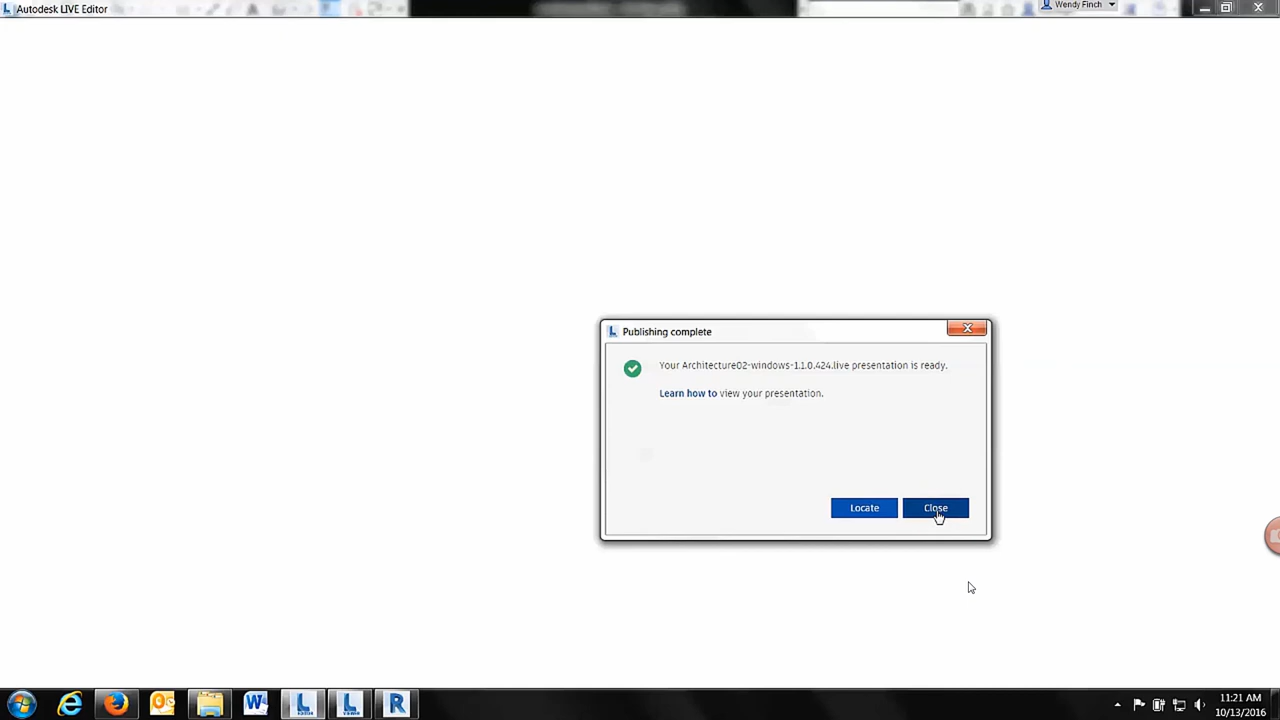 Autodesk LIVE Editor
Wendy Finch
Publishing complete
Your Architecture02-windows-1.1.0.424.live presentation is ready.
Learn how to view your presentation.
Locate
Close
11:21 AM
10/13/2016